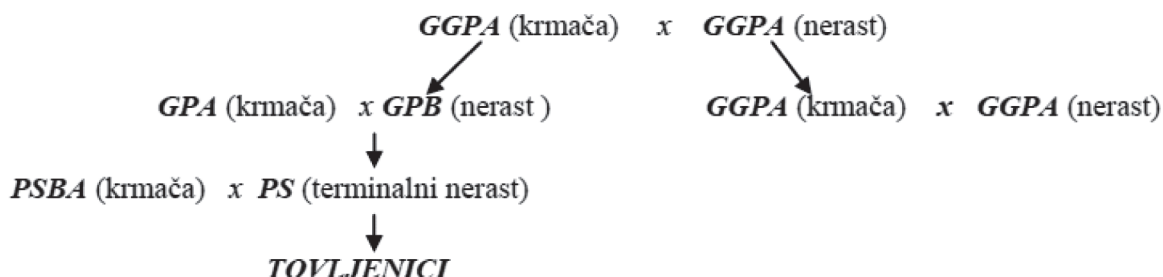 GGPA (krmača) x GGPA (nerast)
GPA (krmača) x GPB (nerast ) GGPA (krmača) x GGPA (nerast)
PSBA (krmača) x PS (terminalni nerast)
TOVLJENICI